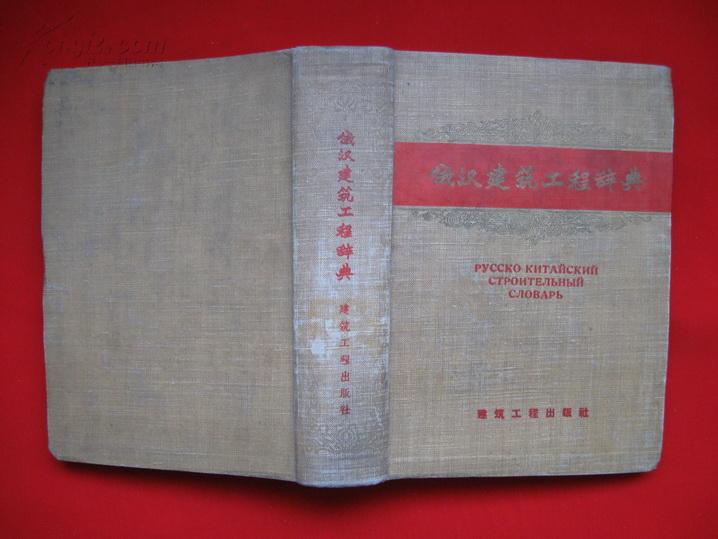 俄汉建筑工程辞典
建筑工程出版社
俄汉建筑工程辞典
РУССКО КИТАЙСКИЙ
СТРОИТЕЛЬНЫЙ
СЛОВАРЬ
建筑工程出版社